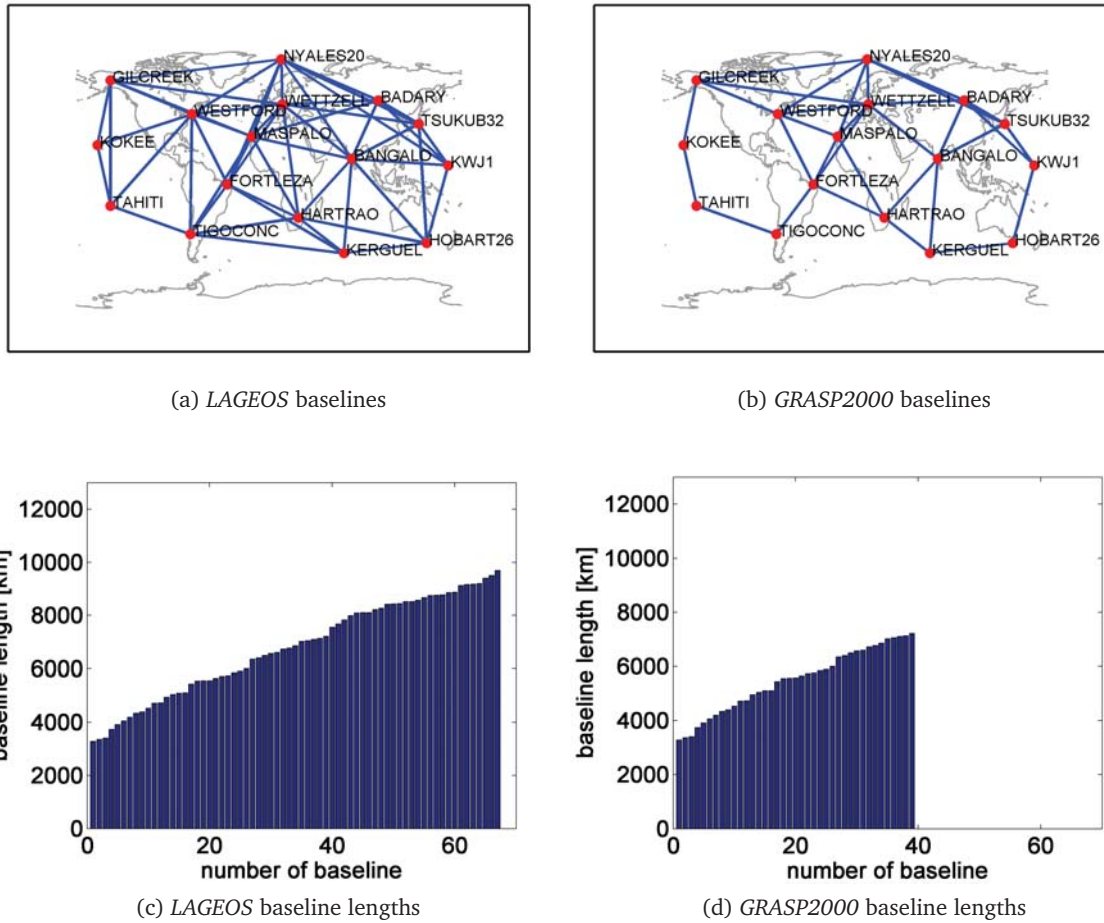 NYALES20
GILCREEK
WETTZELL
BADARY
WESTFORD
TSUKUB32
MASPALO
KOKEE
BANGALO
KWJ1
FORTLEZA
TAHITI
HARTRAO
TIGOCONC
HOBART26
KERGUEL
(a) LAGEOS baselines
NYALES20
GILCREEK
WETTZELL
BADARY
WESTFORD
TSUKUB32
MASPALO
KOKEE
BANGALO
KWJ1
FORTLEZA
TAHITI
HARTRAO
TIGOCONC
HOBART26
KERGUEL
(b) GRASP2000 baselines
baseline length [km]
12000
10000
8000
6000
4000
2000
0
0 20 40 60
number of baseline
(c) LAGEOS baseline lengths
baseline length [km]
12000
10000
8000
6000
4000
2000
0
0 20 40 60
number of baseline
(d) GRASP2000 baseline lengths